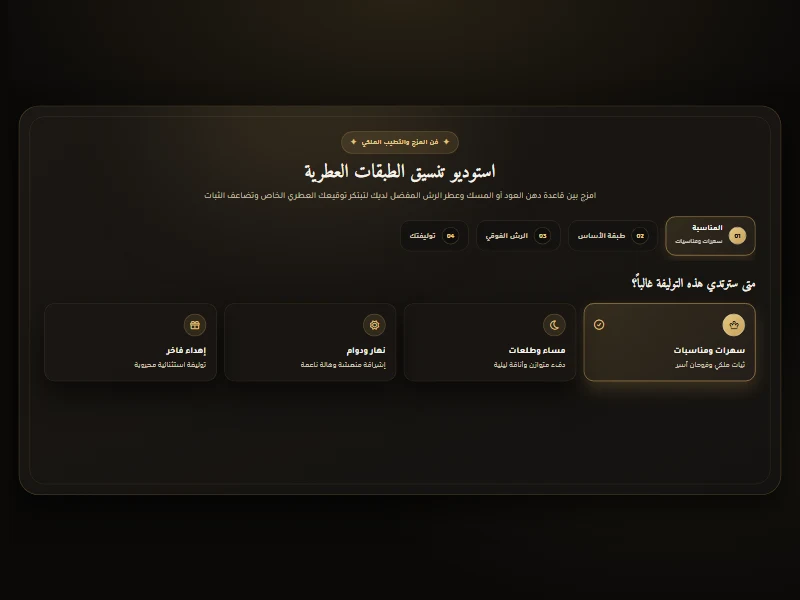 ✦ فن المزج والتطييب الملكي ✦
استوديو تنسيق الطبقات العطرية
امزج بين قاعدة دهن العود أو المسك وعطر الرش المفضل لديك لتبتكر توقيعك العطري الخاص وتضاعف الثبات
01 المناسبة
سهرات ومناسبات
02 طبقة الأساس
03 الرش الفوقي
04 توليفتك
متى سترتدي هذه التوليفة غالباً؟
سهرات ومناسبات
ثبات ملكي وفوحان آسر
مساء وطلعات
دفء متوازن وأناقة ليلية
نهار ودوام
إشراقة منعشة وهالة ناعمة
إهداء فاخر
توليفة استثنائية محبوبة